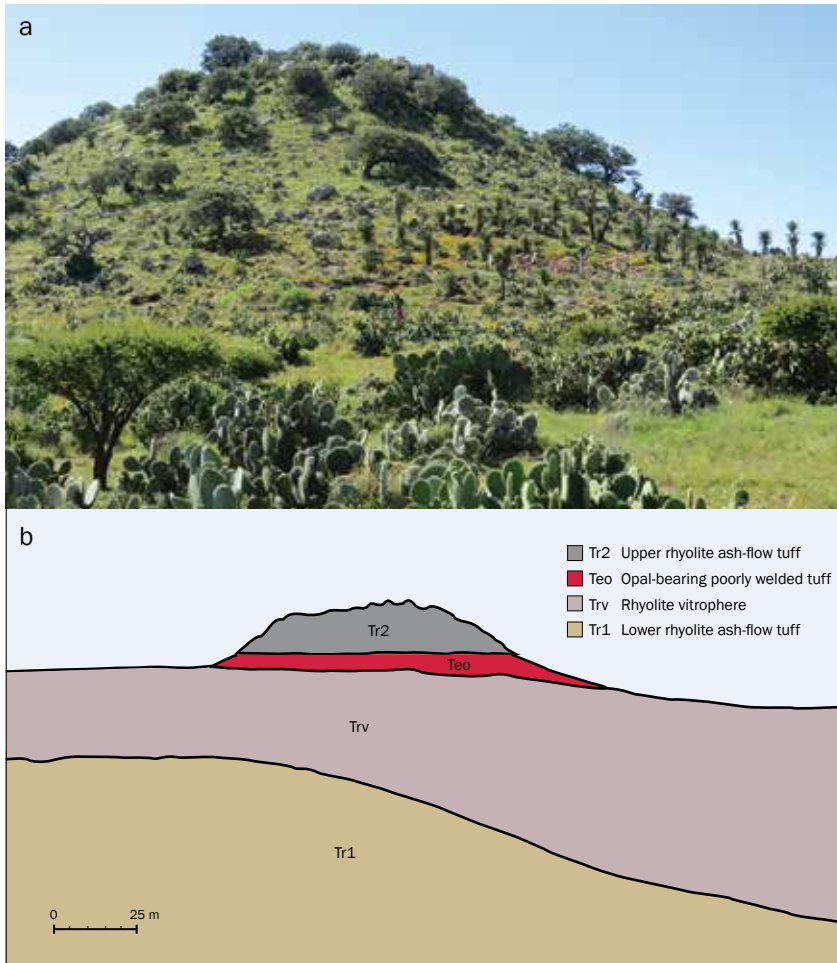 a
b
Tr2 Upper rhyolite ash-flow tuff
Teo Opal-bearing poorly welded tuff
Trv Rhyolite vitrophere
Tr1 Lower rhyolite ash-flow tuff
Tr2
Teo
Trv
Tr1
0 25 m